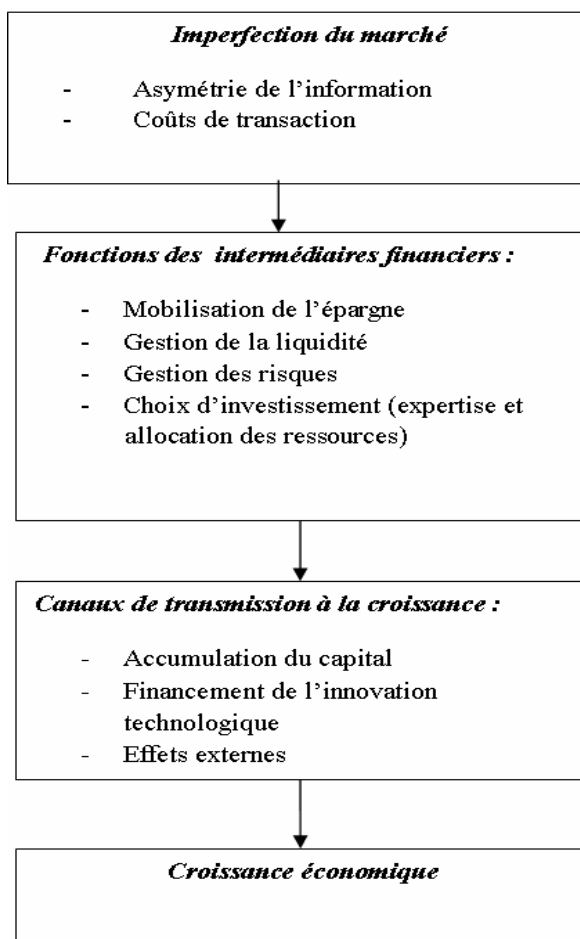 Imperfection du marché
- Asymétrie de l’information
- Coûts de transaction
Fonctions des intermédiaires financiers :
- Mobilisation de l’épargne
- Gestion de la liquidité
- Gestion des risques
- Choix d’investissement (expertise et
allocation des ressources)
Canaux de transmission à la croissance :
- Accumulation du capital
- Financement de l’innovation
technologique
- Effets externes
Croissance économique